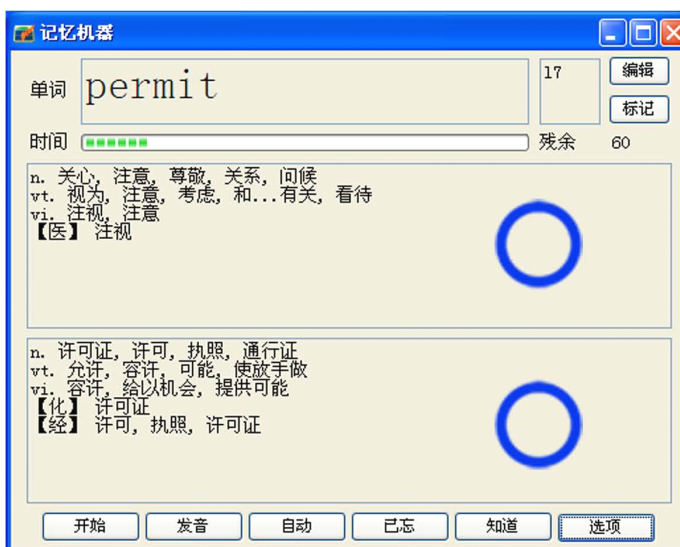 记忆机器
单词 permit 17 编辑
标记
时间 残余 60
n. 关心, 注意, 尊敬, 关系, 问候
vt. 视为, 注意, 考虑, 和...有关, 看待
vi. 注视, 注意
【医】 注视
n. 许可证, 许可, 执照, 通行证
vt. 允许, 容许, 可能, 使放手做
vi. 容许, 给以机会, 提供可能
【化】 许可证
【经】 许可, 执照, 许可证
开始 发音 自动 已忘 知道 选项